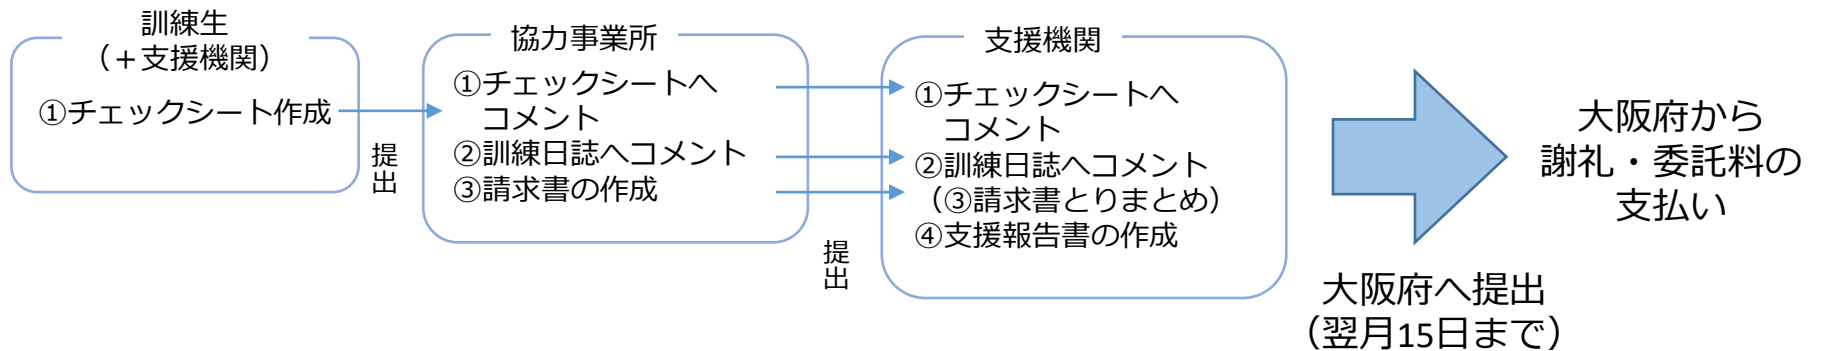 訓練生
（＋支援機関）
①チェックシート作成
提出
協力事業所
①チェックシートへ
コメント
②訓練日誌へコメント
③請求書の作成
提出
支援機関
①チェックシートへ
コメント
②訓練日誌へコメント
（③請求書とりまとめ）
④支援報告書の作成
大阪府へ提出
（翌月15日まで）
大阪府から
謝礼・委託料の
支払い